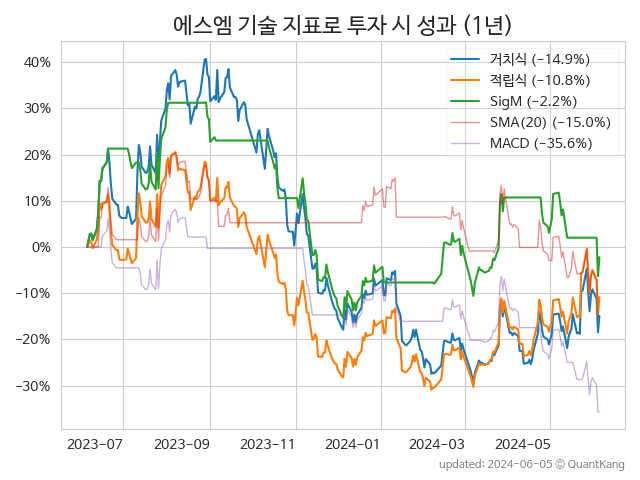 에스엠 기술 지표로 투자 시 성과 (1년)
거치식 (−14.9%)
적립식 (−10.8%)
SigM (−2.2%)
SMA(20) (−15.0%)
MACD (−35.6%)
40%
30%
20%
10%
0%
−10%
−20%
−30%
2023-07 2023-09 2023-11 2024-01 2024-03 2024-05
updated: 2024-06-05 © QuantKang